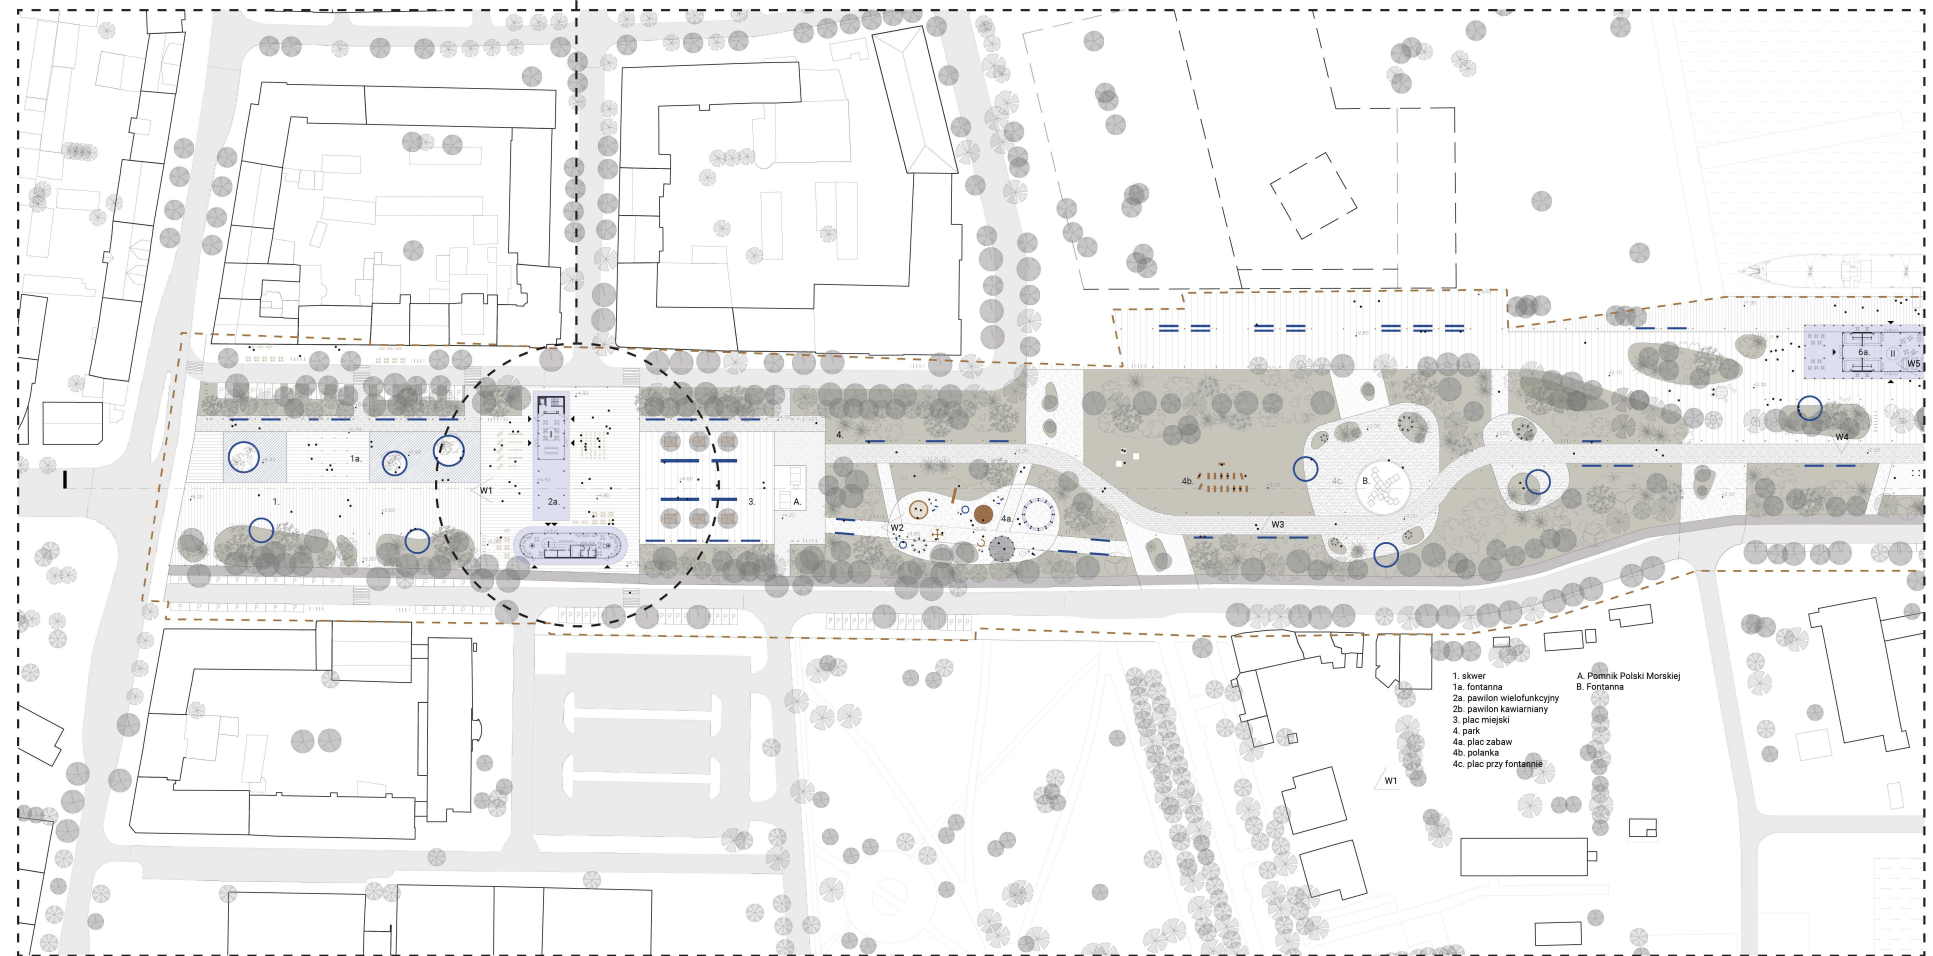 6a.
II
W5
W4
4.
1a.
I
4b.
4c.
B.
W1
1.
2a.
3.
A.
4a.
W2
W3
1. skwer
1a. fontanna
2a. pawilon wielofunkcyjny
2b. pawilon kawiarniany
3. plac miejski
4. park
4a. plac zabaw
4b. polanka
4c. plac przy fontannie
A. Pomnik Polski Morskiej
B. Fontanna
W1